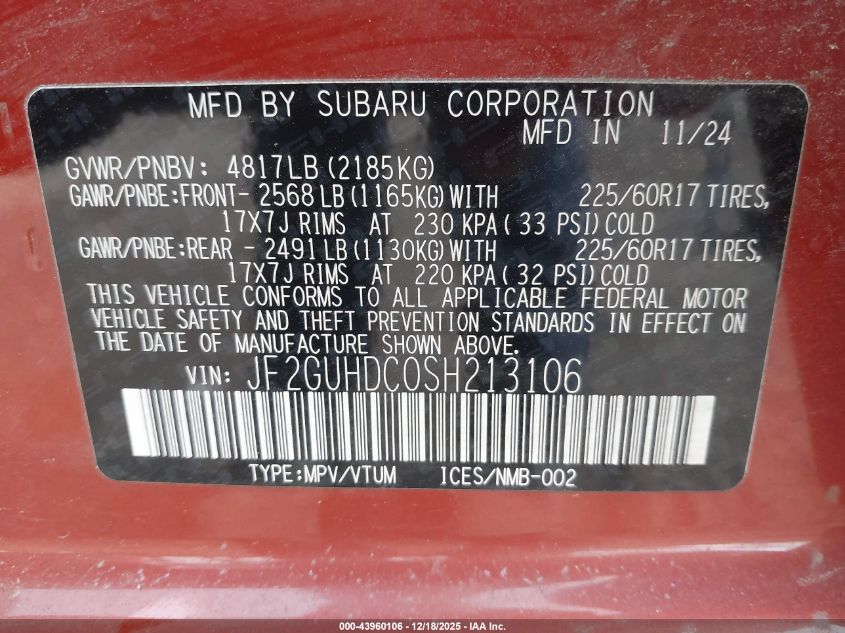 MFD BY SUBARU CORPORATION
MFD IN 11/24
GVWR/PNBV: 4817LB (2185KG)
GAWR/PNBE:FRONT- 2568 LB (1165KG) WITH 225/60R17 TIRES,
17X7J RIMS AT 230 KPA ( 33 PSI) COLD
GAWR/PNBE:REAR - 2491 LB (1130KG) WITH 225/60R17 TIRES,
17X7J RIMS AT 220 KPA ( 32 PSI) COLD
THIS VEHICLE CONFORMS TO ALL APPLICABLE FEDERAL MOTOR
VEHICLE SAFETY AND THEFT PREVENTION STANDARDS IN EFFECT ON
THE DATE OF MANUFACTURE SHOWN ABOVE.
VIN: JF2GUHDC0SH213106
TYPE:MPV/VTUM ICES/NMB-002
000-43960106 - 12/18/2025 - IAA Inc.